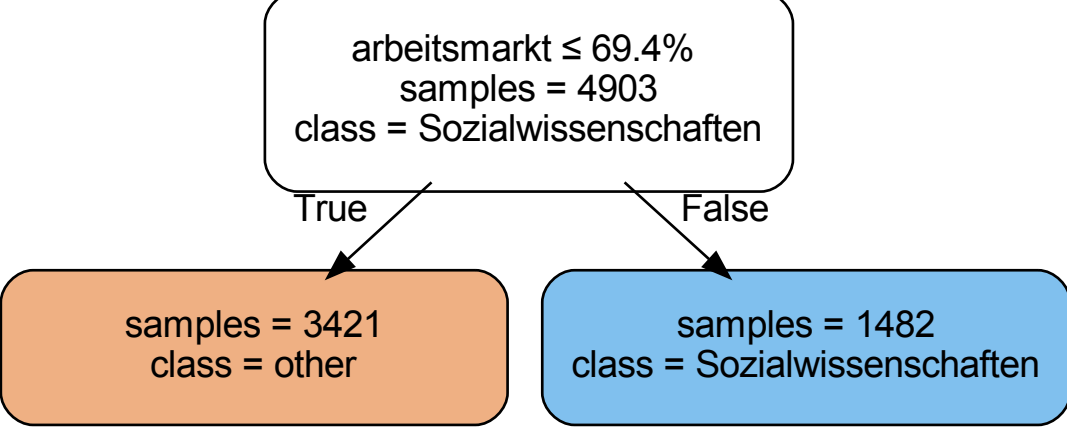 arbeitsmarkt ≤ 69.4%
samples = 4903
class = Sozialwissenschaften
True
False
samples = 3421
class = other
samples = 1482
class = Sozialwissenschaften